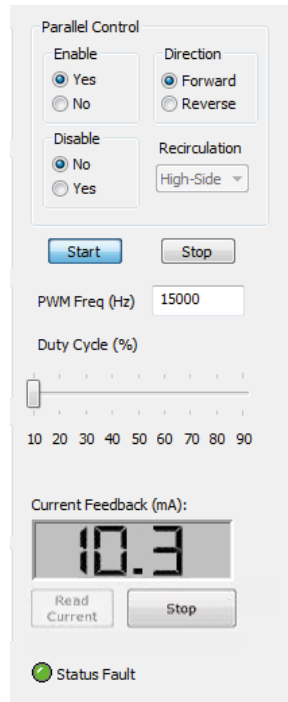 Parallel Control
Enable
Direction
Yes
Forward
No
Reverse
Disable
Recirculation
No
High-Side
Yes
Start
Stop
PWM Freq (Hz)
15000
Duty Cycle (%)
10 20 30 40 50 60 70 80 90
Current Feedback (mA):
10.3
Read
Current
Stop
Status Fault